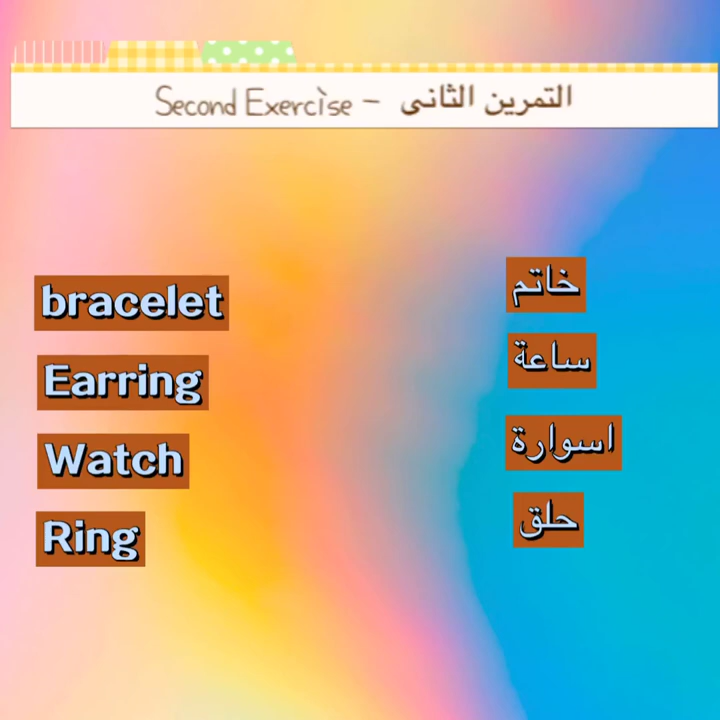 Second Exercise - التمرين الثانى
bracelet
Earring
Watch
Ring
خاتم
ساعة
اسوارة
حلق